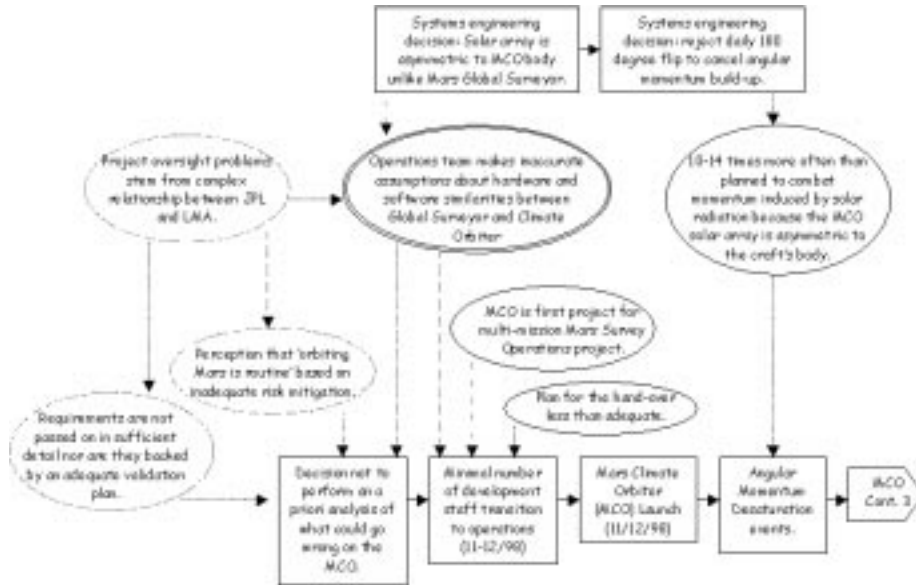 Systems engineering
decision: Solar array is
asymmetric to MCO body
unlike Mars Global Surveyor.
Systems engineering
decision: reject daily 180
degree flip to cancel angular
momentum build-up.
Project oversight problems
stem from complex
relationship between JPL
and LMA.
Operations team makes inaccurate
assumptions about hardware and
software similarities between
Global Surveyor and Climate
Orbiter
10-14 times more often than
planned to combat
momentum induced by solar
radiation because the MCO
solar array is asymmetric to
the craft's body.
MCO is first project for
multi-mission Mars Survey
Operations project.
Perception that 'orbiting
Mars is routine' based on
inadequate risk mitigation.
Plan for the hand-over
less than adequate.
Requirements are not
passed on in sufficient
detail nor are they backed
by an adequate validation
plan.
Decision not to
perform an a
priori analysis of
what could go
wrong on the
MCO.
Minimal number
of development
staff transition
to operations
(11-12/98)
Mars Climate
Orbiter
(MCO) Launch
(11/12/98)
Angular
Momentum
Desaturation
events.
MCO
Cont. 3